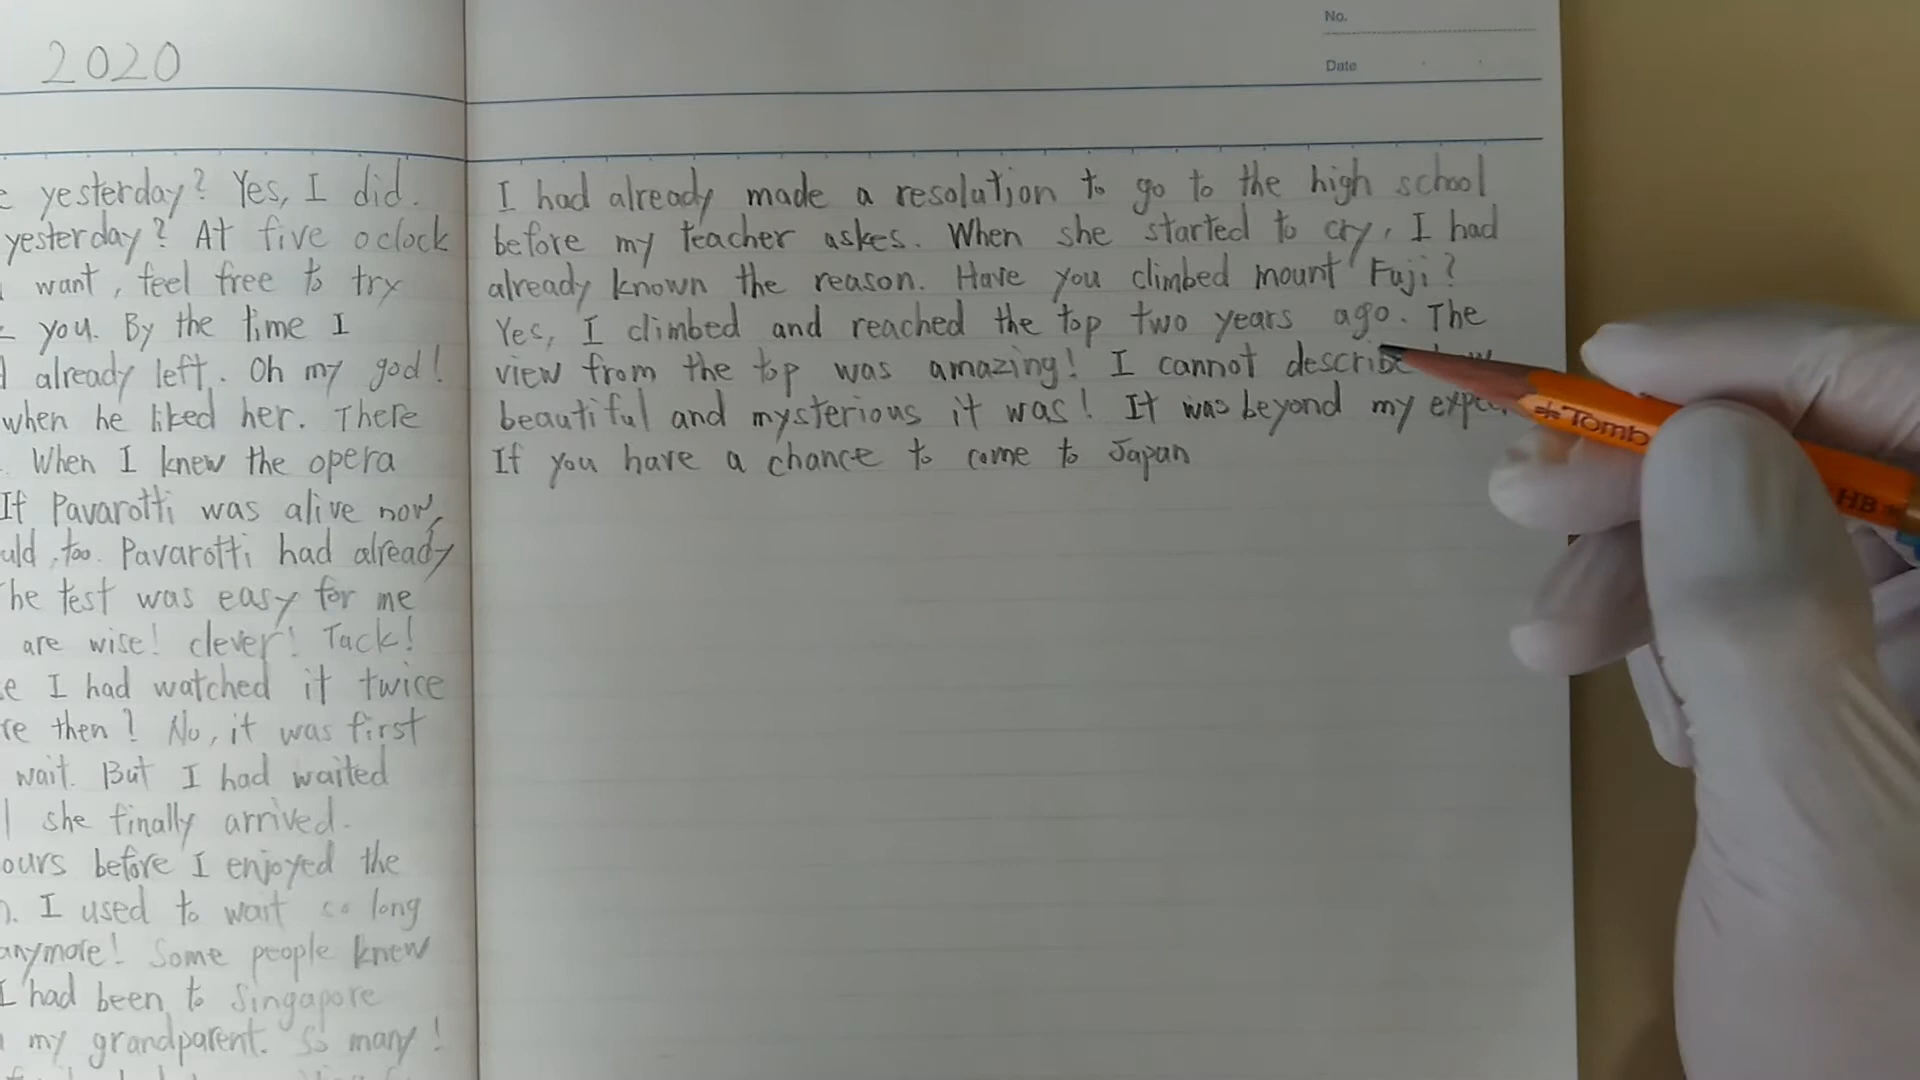 2020
yesterday? Yes, I did.
yesterday? At five oclock
want, feel free to try
you. By the time I
already left. Oh my god!
when he liked her. There
. When I knew the opera
If Pavarotti was alive now,
uld, too. Pavarotti had already
he test was easy for me
are wise! clever! Tack!
e I had watched it twice
re then? No, it was first
wait. But I had waited
she finally arrived.
ours before I enjoyed the
I used to wait so long
anymore! Some people knew
I had been to Singapore
my grandparent. So many!
No.
Date
I had already made a resolution to go to the high school
before my teacher askes. When she started to cry, I had
already known the reason. Have you climbed mount Fuji?
Yes, I climbed and reached the top two years ago. The
view from the top was amazing! I cannot describe
beautiful and mysterious it was! It was beyond my expec
If you have a chance to come to Japan
Tomb
HB